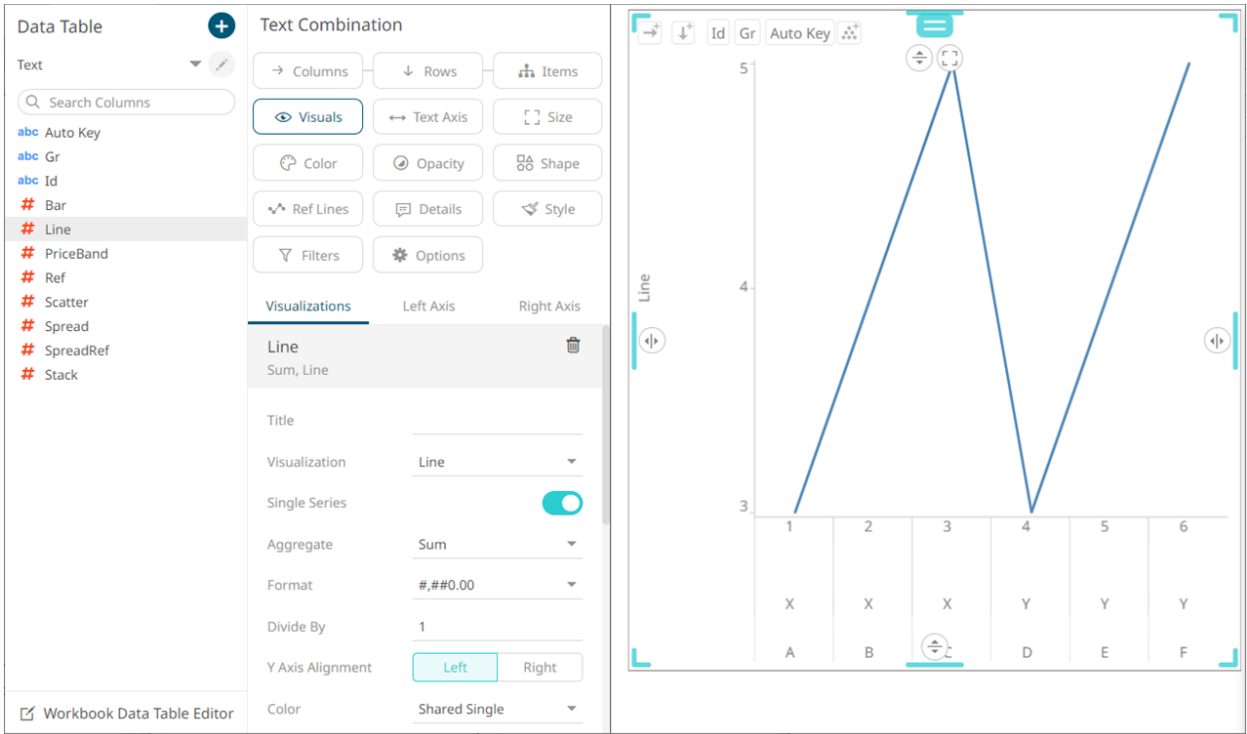 Data Table
Text
Search Columns
abc Auto Key
abc Gr
abc Id
# Bar
# Line
# PriceBand
# Ref
# Scatter
# Spread
# SpreadRef
# Stack
Workbook Data Table Editor
Text Combination
Columns Rows Items
Visuals Text Axis Size
Color Opacity Shape
Ref Lines Details Style
Filters Options
Visualizations Left Axis Right Axis
Line
Sum, Line
Title
Visualization Line
Single Series
Aggregate Sum
Format #,##0.00
Divide By 1
Y Axis Alignment Left Right
Color Shared Single
Id Gr Auto Key
5
4
3
Line
1 2 3 4 5 6
X X X Y Y Y
A B C D E F